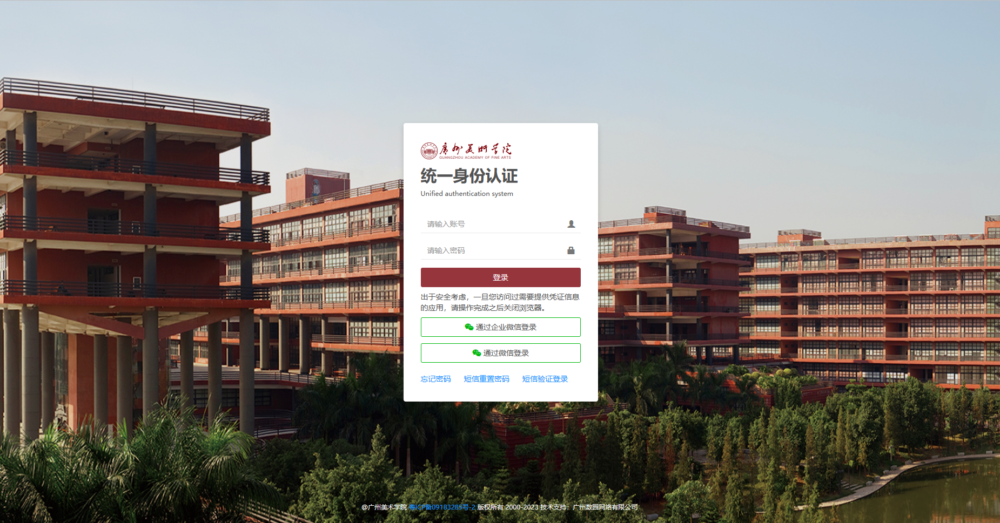 廣州美術学院
GUANGZHOU ACADEMY OF FINE ARTS
统一身份认证
Unified authentication system
请输入账号
请输入密码
登录
出于安全考虑，一旦您访问过需要提供凭证信息
的应用，请操作完成之后关闭浏览器。
通过企业微信登录
通过微信登录
忘记密码 短信重置密码 短信验证登录
@广州美术学院 粤ICP备09183285号-2 版权所有 2000-2023 技术支持：广州数园网络有限公司